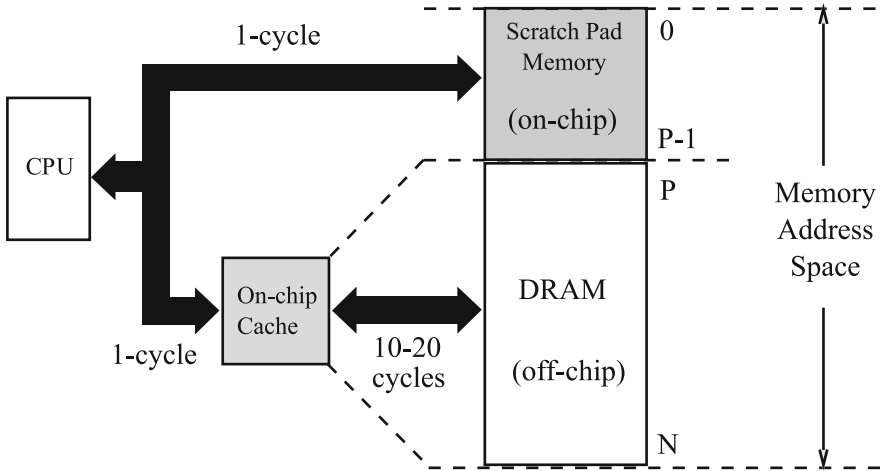 1-cycle
Scratch Pad
Memory
(on-chip)
0
P-1
CPU
P
Memory
Address
Space
On-chip
Cache
DRAM
(off-chip)
1-cycle
10-20
cycles
N